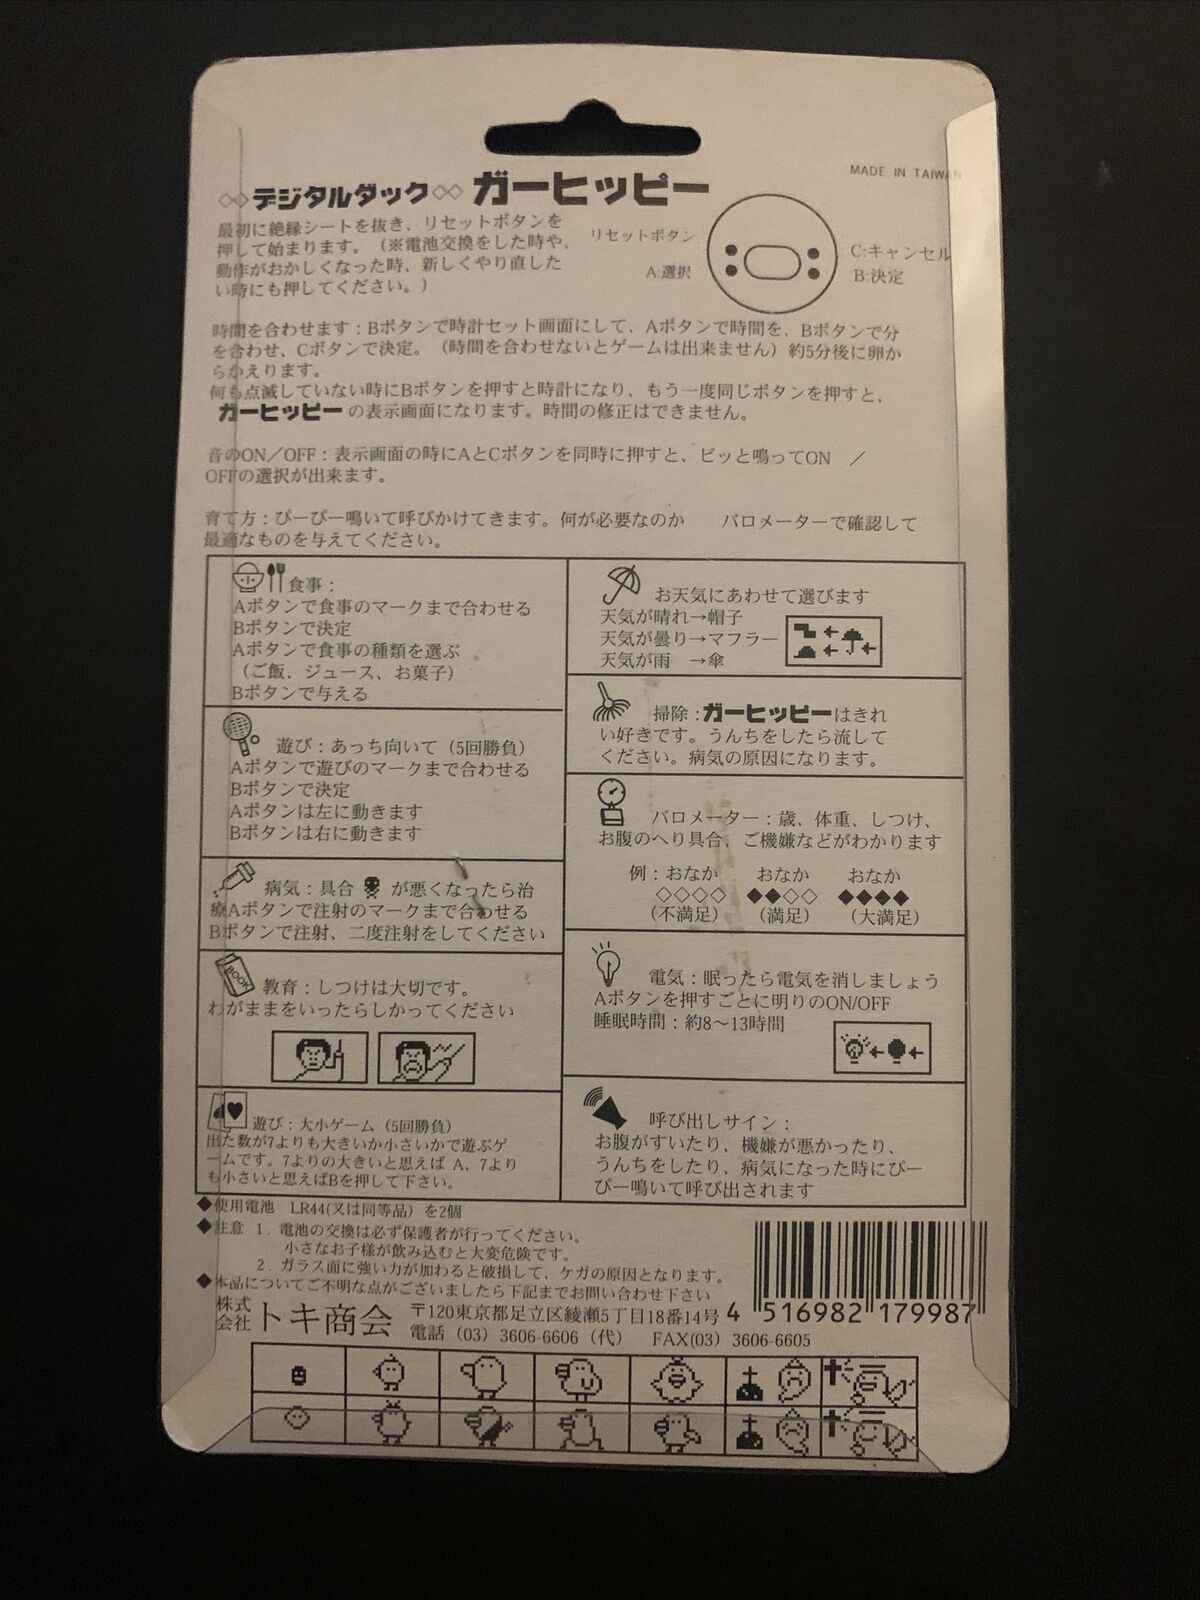 MADE IN TAIWAN
◇◇デジタルダック◇◇ ガーヒッピー
最初に絶縁シートを抜き、リセットボタンを
押して始まります。（※電池交換をした時や、
動作がおかしくなった時、新しくやり直した
い時にも押してください。）
リセットボタン
A:選択
C:キャンセル
B:決定
時間を合わせます：Bボタンで時計セット画面にして、Aボタンで時間を、Bボタンで分
を合わせ、Cボタンで決定。（時間を合わせないとゲームは出来ません）約5分後に卵か
らかえります。
何も点滅していない時にBボタンを押すと時計になり、もう一度同じボタンを押すと、
ガーヒッピーの表示画面になります。時間の修正はできません。
音のON／OFF：表示画面の時にAとCボタンを同時に押すと、ピッと鳴ってON ／
OFFの選択が出来ます。
育て方：ぴーぴー鳴いて呼びかけてきます。何が必要なのか バロメーターで確認して
最適なものを与えてください。
食事：
Aボタンで食事のマークまで合わせる
Bボタンで決定
Aボタンで食事の種類を選ぶ
（ご飯、ジュース、お菓子）
Bボタンで与える
遊び：あっち向いて（5回勝負）
Aボタンで遊びのマークまで合わせる
Bボタンで決定
Aボタンは左に動きます
Bボタンは右に動きます
病気：具合 が悪くなったら治
療Aボタンで注射のマークまで合わせる
Bボタンで注射、二度注射をしてください
BOOK
教育：しつけは大切です。
わがままをいったらしかってください
遊び：大小ゲーム（5回勝負）
出た数が7よりも大きいか小さいかで遊ぶゲ
ームです。7よりの大きいと思えば A、7より
も小さいと思えばBを押して下さい。
お天気にあわせて選びます
天気が晴れ→帽子
天気が曇り→マフラー
天気が雨 →傘
掃除：ガーヒッピーはきれ
い好きです。うんちをしたら流して
ください。病気の原因になります。
バロメーター：歳、体重、しつけ、
お腹のへり具合、ご機嫌などがわかります
例：おなか おなか おなか
◇◇◇◇ ◆◆◇◇ ◆◆◆◆
（不満足） （満足） （大満足）
電気：眠ったら電気を消しましょう
Aボタンを押すごとに明りのON/OFF
睡眠時間：約8～13時間
呼び出しサイン：
お腹がすいたり、機嫌が悪かったり、
うんちをしたり、病気になった時にぴー
ぴー鳴いて呼び出されます
◆使用電池 LR44(又は同等品）を2個
◆注意 1．電池の交換は必ず保護者が行ってください。
小さなお子様が飲み込むと大変危険です。
2．ガラス面に強い力が加わると破損して、ケガの原因となります。
◆本品についてご不明な点がございましたら下記までお問い合わせ下さい
株式会社 トキ商会 〒120東京都足立区綾瀬5丁目18番14号
電話（03）3606-6606（代） FAX(03) 3606-6605
4 516982 179987